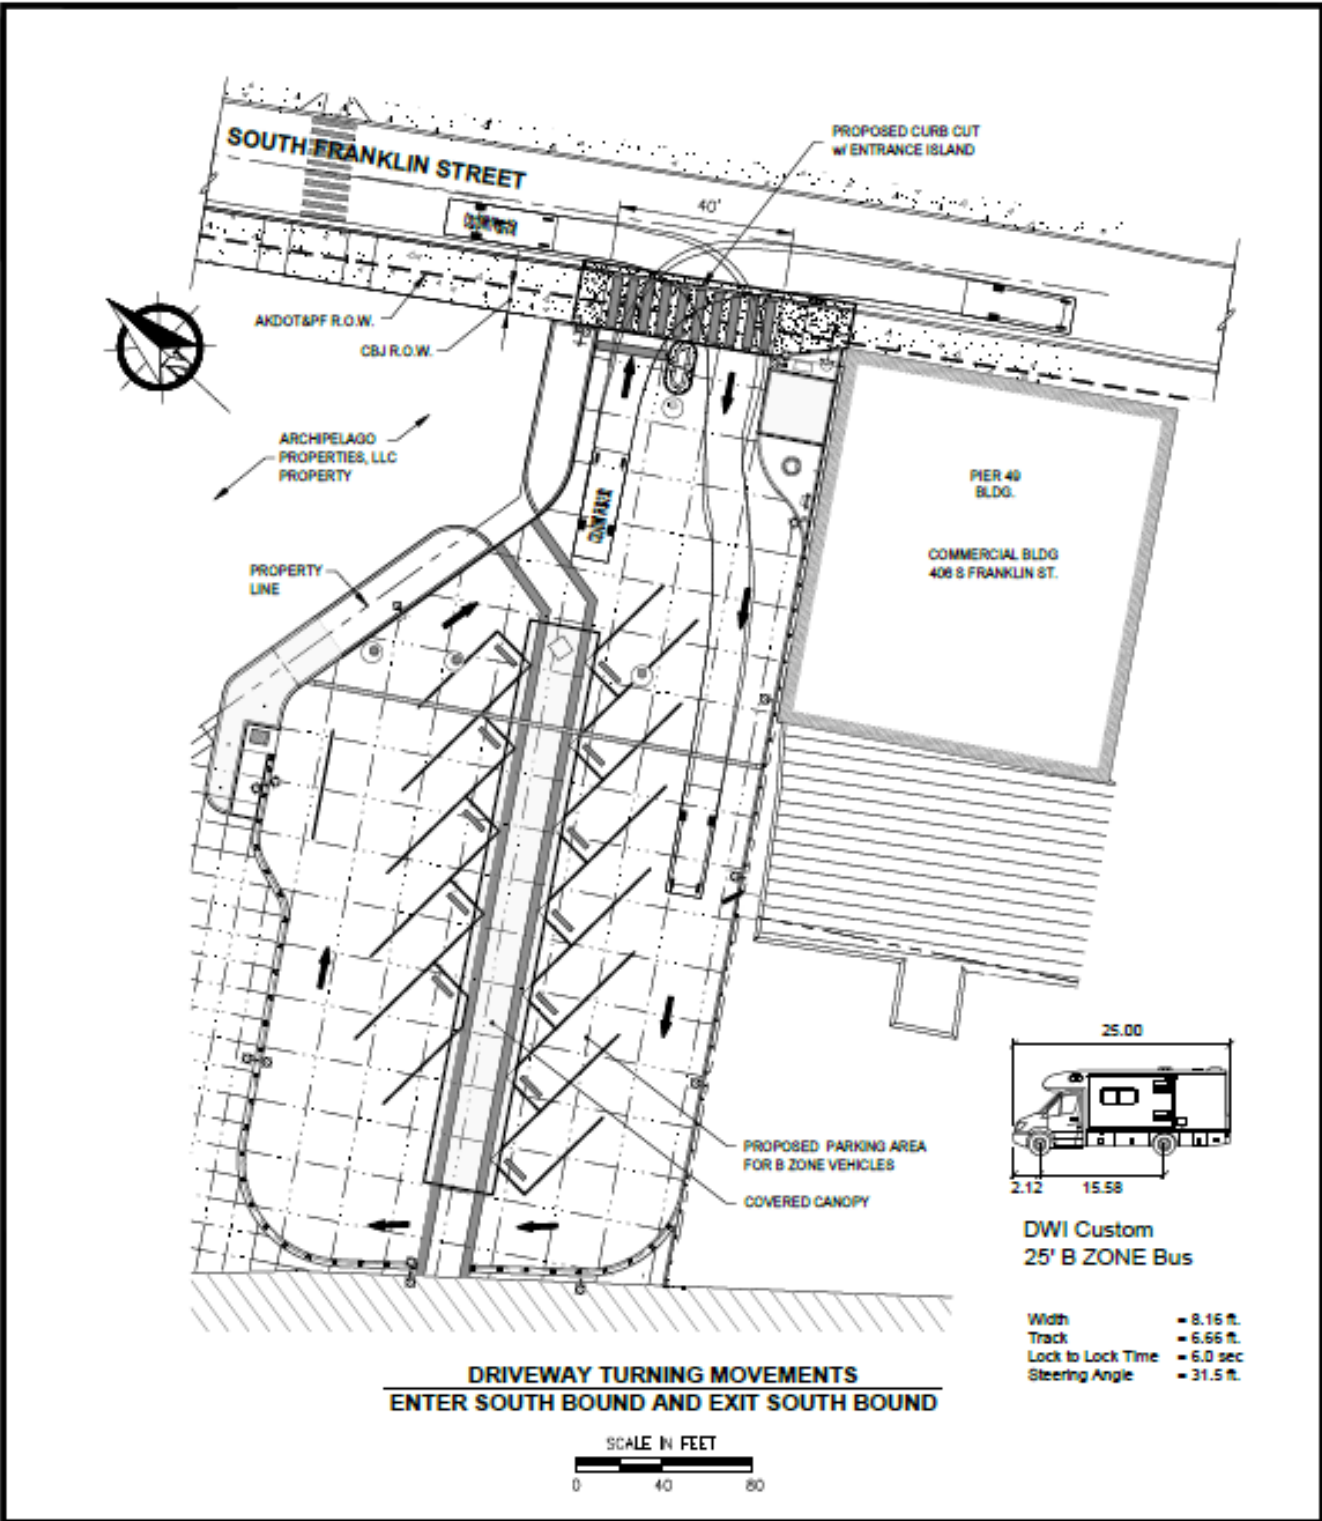 SOUTH FRANKLIN STREET
PROPOSED CURB CUT
w/ ENTRANCE ISLAND
40'
AKDOT&PF R.O.W.
CBJ R.O.W.
ARCHIPELAGO
PROPERTIES, LLC
PROPERTY
PIER 49
BLDG.
COMMERCIAL BLDG
406 S FRANKLIN ST.
PROPERTY
LINE
25.00
2.12
15.58
PROPOSED PARKING AREA
FOR B ZONE VEHICLES
COVERED CANOPY
DWI Custom
25' B ZONE Bus
Width = 8.16 ft.
Track = 6.66 ft.
Lock to Lock Time = 6.0 sec
Steering Angle = 31.5 ft.
DRIVEWAY TURNING MOVEMENTS
ENTER SOUTH BOUND AND EXIT SOUTH BOUND
SCALE IN FEET
0 40 80